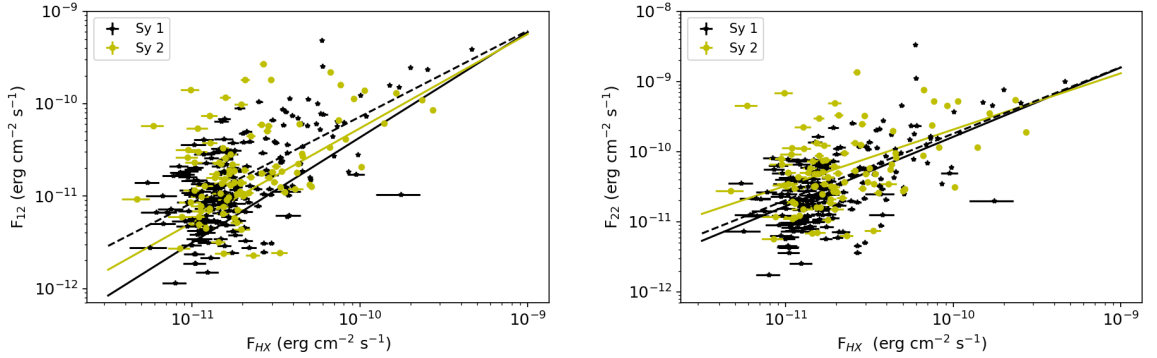 10⁻⁹
Sy 1
Sy 2
10⁻¹⁰
F₁₂ (erg cm⁻² s⁻¹)
10⁻¹¹
10⁻¹²
10⁻¹¹ 10⁻¹⁰ 10⁻⁹
F_HX (erg cm⁻² s⁻¹)
10⁻⁸
Sy 1
Sy 2
10⁻⁹
10⁻¹⁰
F₂₂ (erg cm⁻² s⁻¹)
10⁻¹¹
10⁻¹²
10⁻¹¹ 10⁻¹⁰ 10⁻⁹
F_HX (erg cm⁻² s⁻¹)